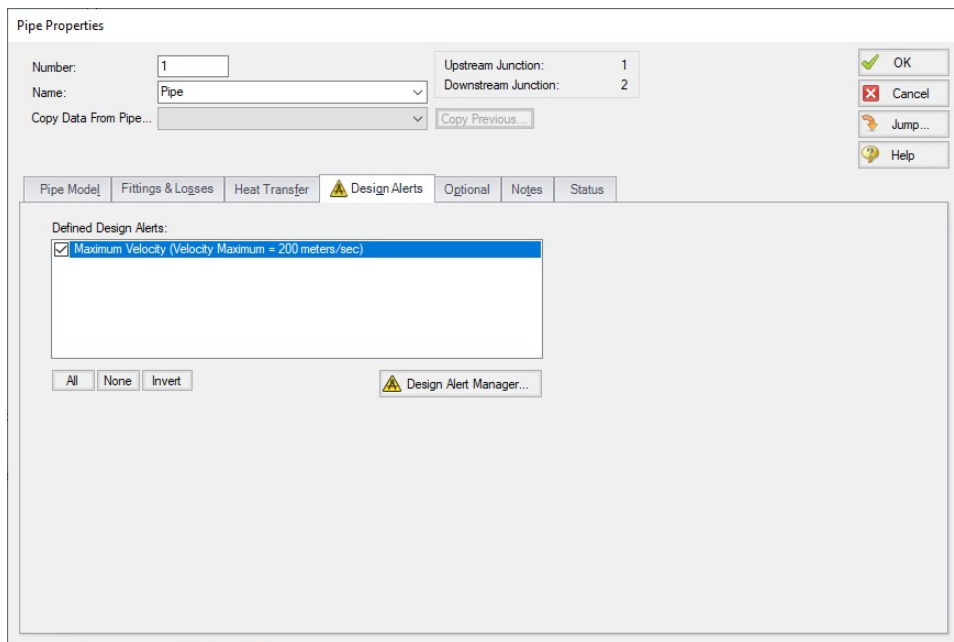 Pipe Properties
Number: 1
Name: Pipe
Copy Data From Pipe... Copy Previous...
Upstream Junction: 1
Downstream Junction: 2
OK
Cancel
Jump...
Help
Pipe Model Fittings & Losses Heat Transfer Design Alerts Optional Notes Status
Defined Design Alerts:
Maximum Velocity (Velocity Maximum = 200 meters/sec)
All None Invert Design Alert Manager...